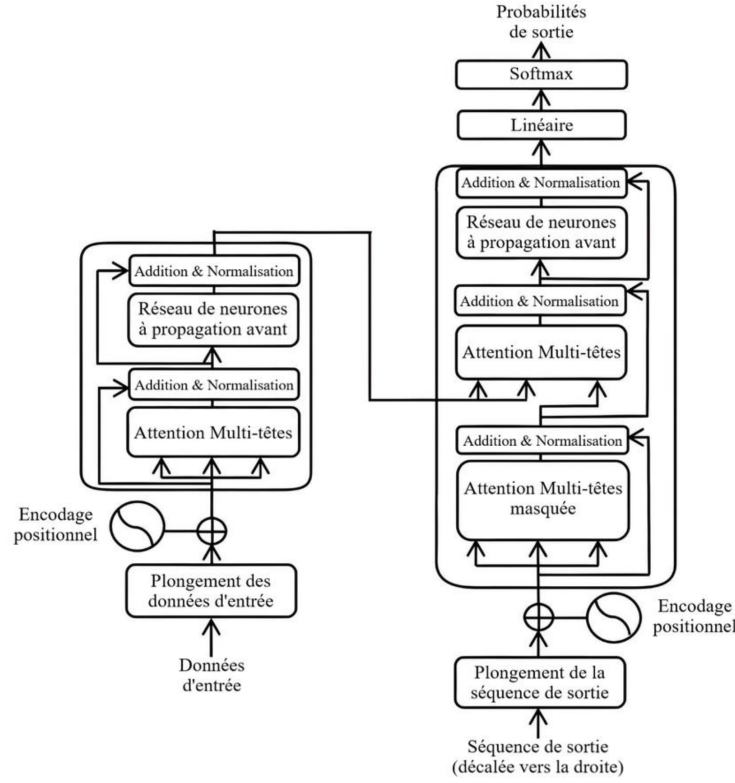 Probabilités
de sortie
Softmax
Linéaire
Addition & Normalisation
Réseau de neurones
à propagation avant
Addition & Normalisation
Attention Multi-têtes
Addition & Normalisation
Attention Multi-têtes
masquée
Encodage
positionnel
Plongement de la
séquence de sortie
Séquence de sortie
(décalée vers la droite)
Addition & Normalisation
Réseau de neurones
à propagation avant
Addition & Normalisation
Attention Multi-têtes
Encodage
positionnel
Plongement des
données d'entrée
Données
d'entrée